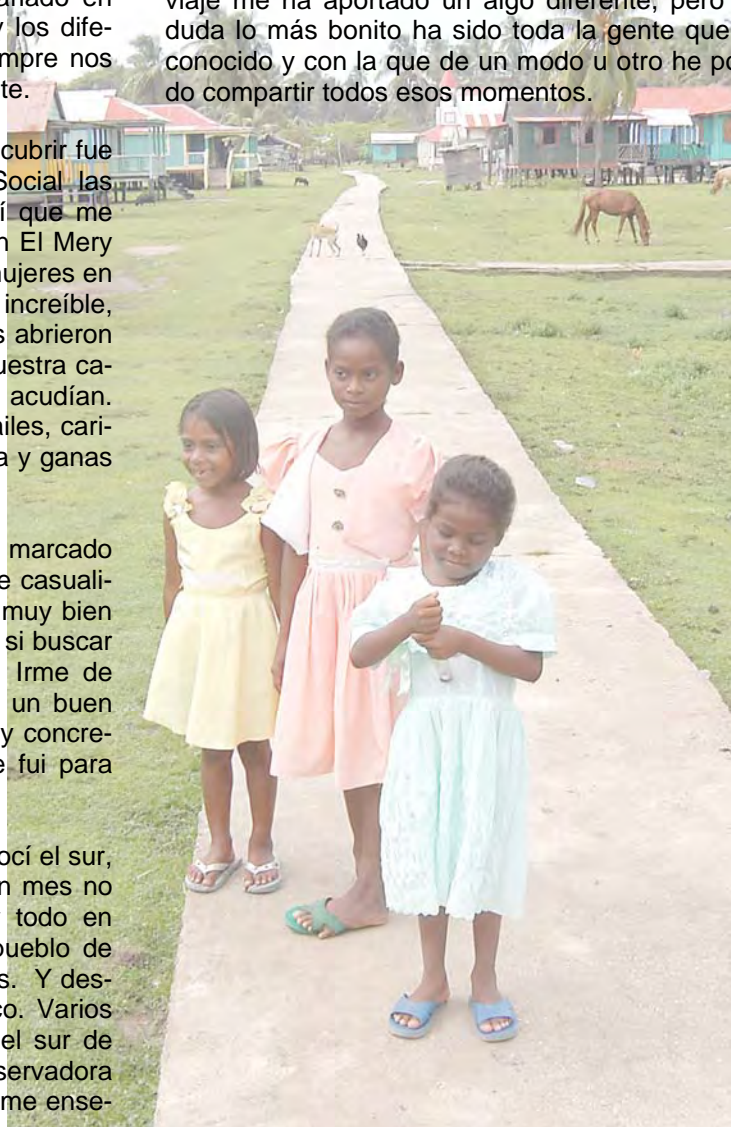 y los dife-
mpre nos
te.
cubrir fue
Social las
í que me
n El Mery
mujeres en
increíble,
s abrieron
uestra ca-
acudían.
ailes, cari-
a y ganas
marcado
e casuali-
muy bien
si buscar
Irme de
un buen
y concre-
e fui para
ocí el sur,
n mes no
todo en
pueblo de
s. Y des-
co. Varios
el sur de
servadora
me ense-
viaje me ha aportado un algo diferente, pero
duda lo más bonito ha sido toda la gente que
conocido y con la que de un modo u otro he po-
do compartir todos esos momentos.